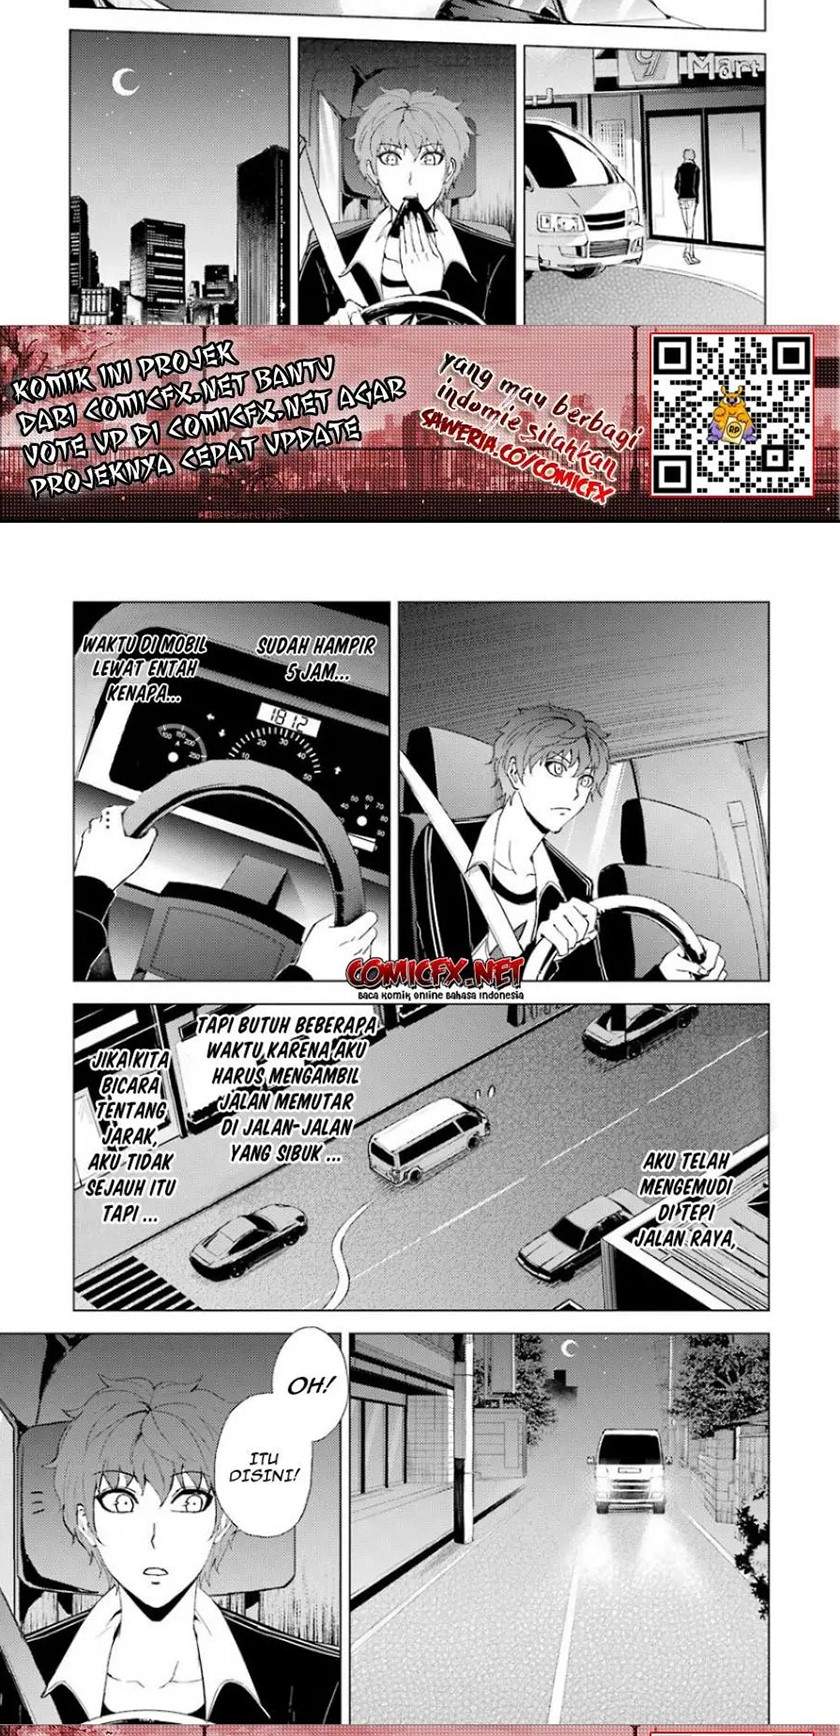 9 Mart
KOMIK INI PROJEK
DARI COMICFX.NET BANTU
VOTE UP DI COMICFX.NET AGAR
PROJEKNYA CEPAT UPDATE
yang mau berbagi
indomie silahkan
SAWERIA.CO/COMICFX
RP
SUDAH HAMPIR
5 JAM...
WAKTU DI MOBIL
LEWAT ENTAH
KENAPA...
1812
COMICFX.NET
Baca Komik Online Bahasa Indonesia
AKU TELAH
MENGEMUDI
DI TEPI
JALAN RAYA,
TAPI BUTUH BEBERAPA
WAKTU KARENA AKU
HARUS MENGAMBIL
JALAN MEMUTAR
DI JALAN-JALAN
YANG SIBUK ...
JIKA KITA
BICARA
TENTANG
JARAK,
AKU TIDAK
SEJAUH ITU
TAPI ...
OH!
ITU
DISINI!